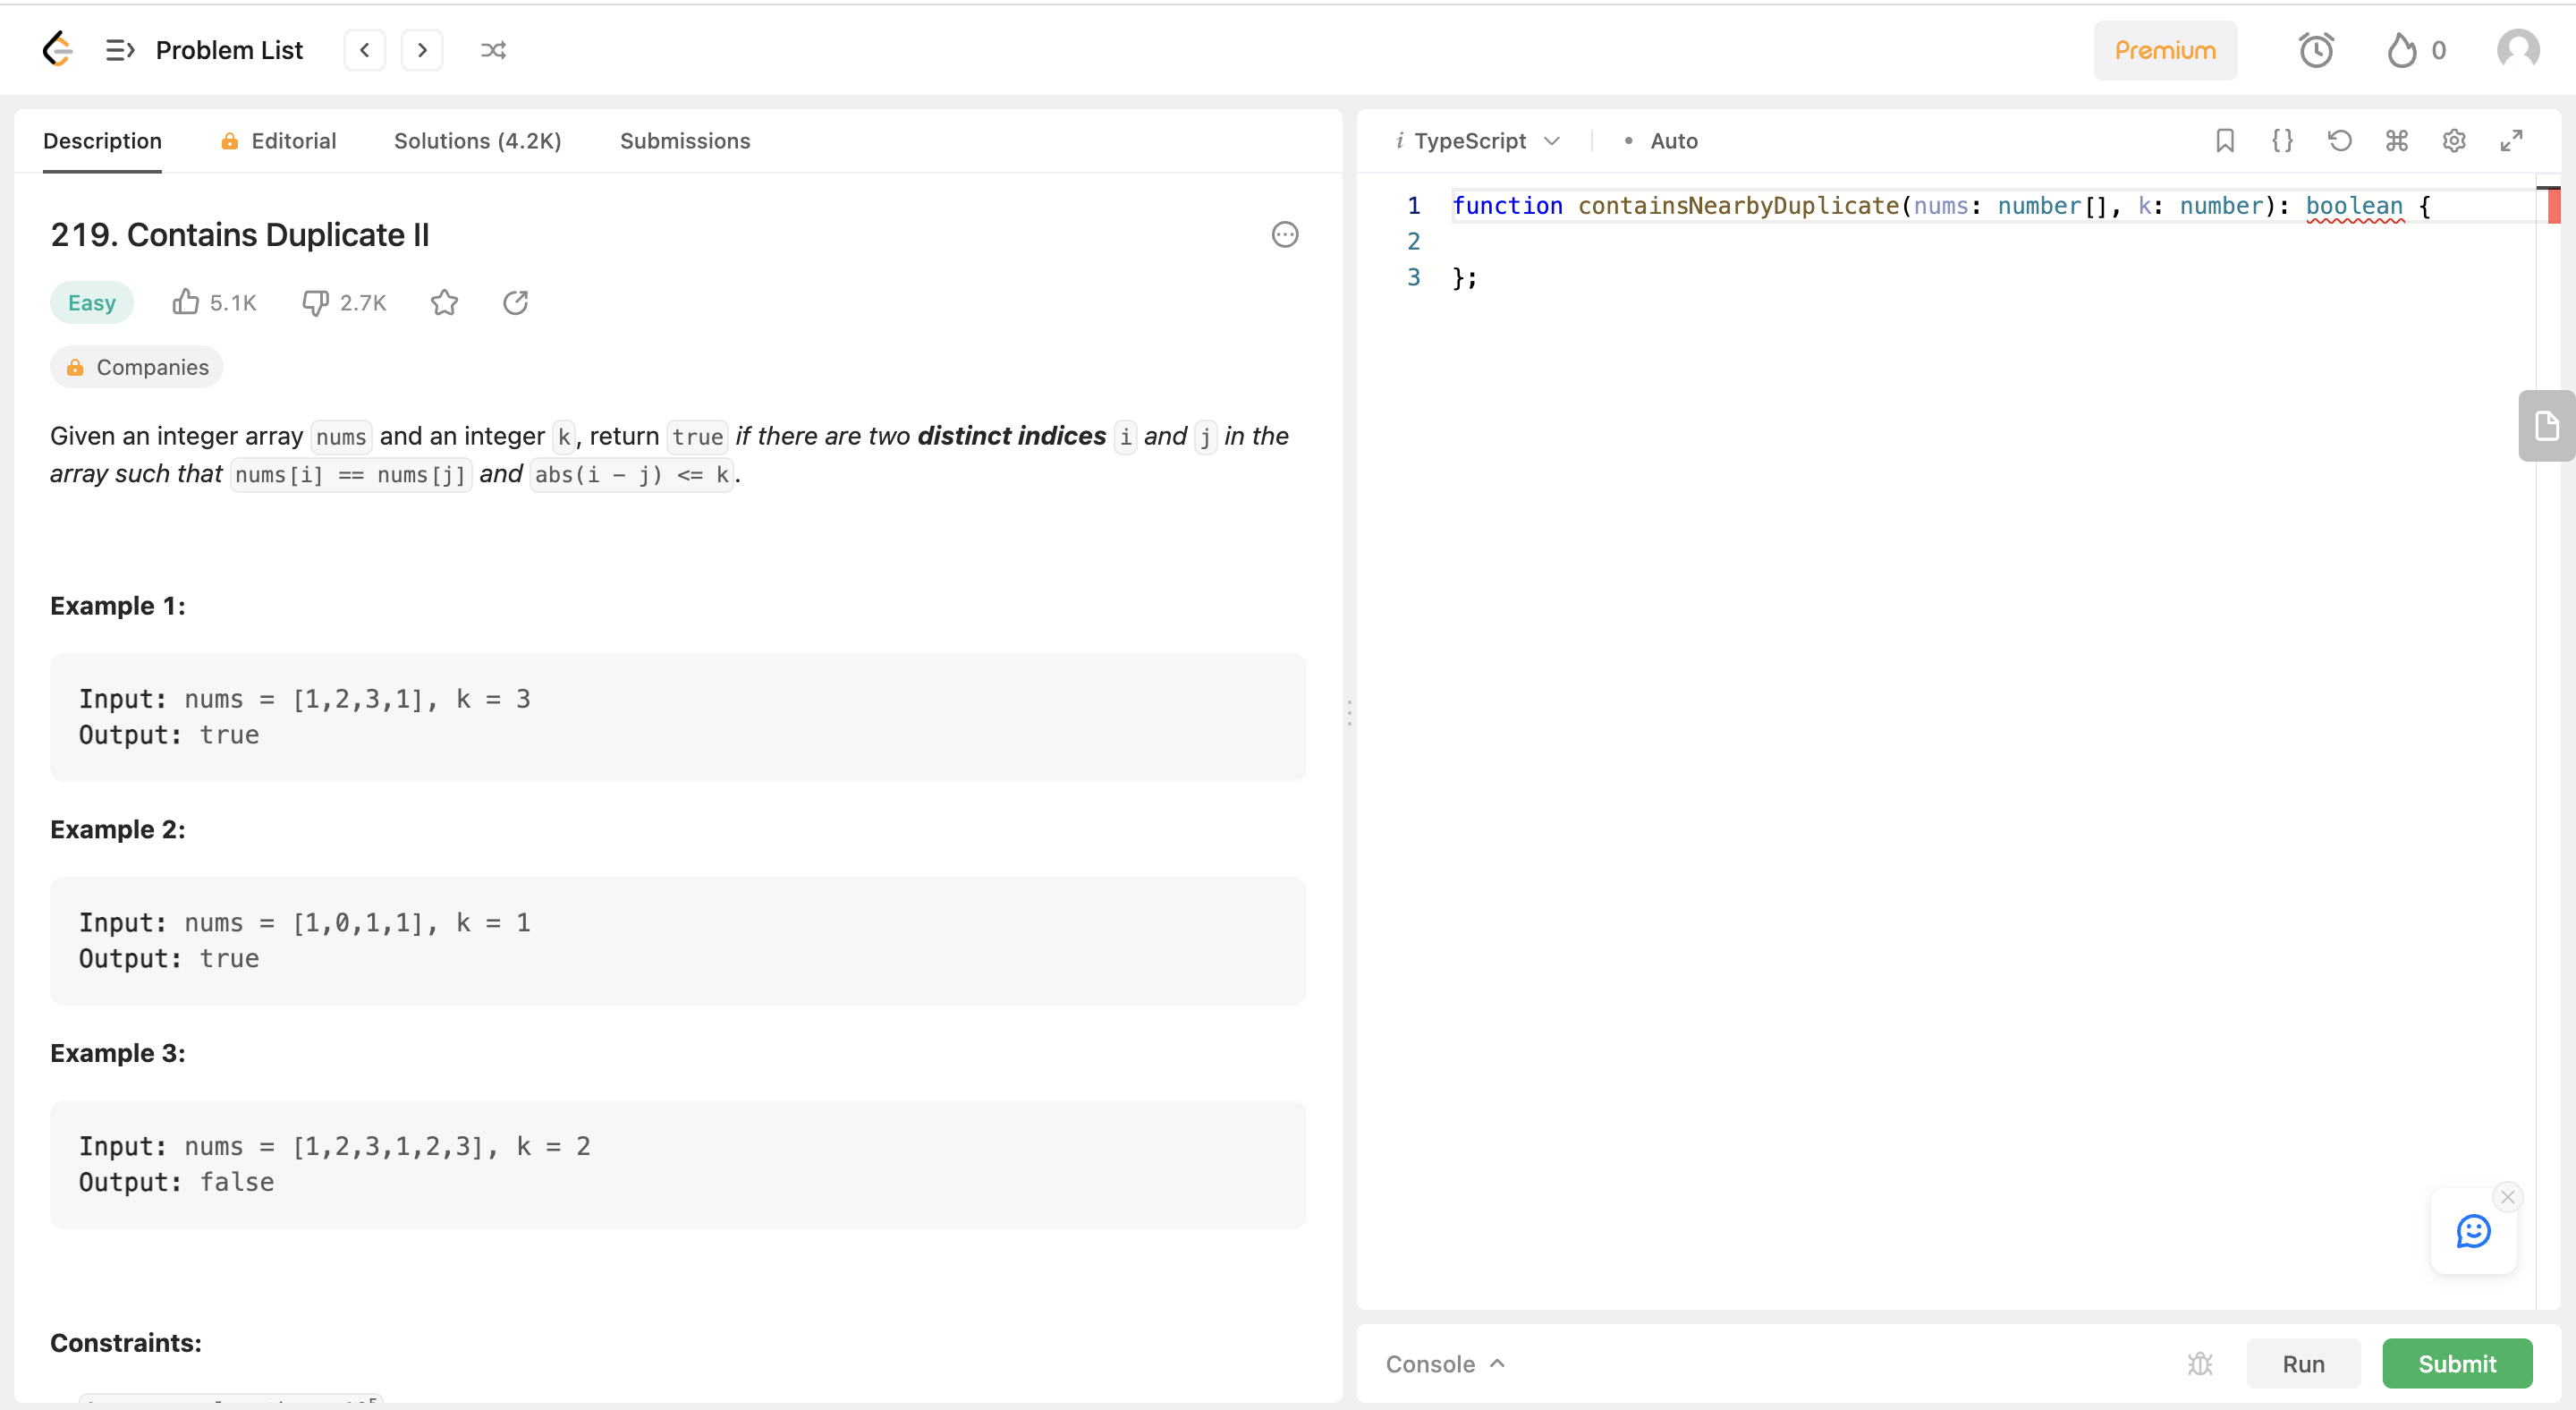 Problem List
Premium
0
Description
Editorial
Solutions (4.2K)
Submissions
219. Contains Duplicate II
Easy
5.1K
2.7K
Companies
Given an integer array nums and an integer k, return true if there are two distinct indices i and j in the
array such that nums[i] == nums[j] and abs(i - j) <= k.
Example 1:
Input: nums = [1,2,3,1], k = 3
Output: true
Example 2:
Input: nums = [1,0,1,1], k = 1
Output: true
Example 3:
Input: nums = [1,2,3,1,2,3], k = 2
Output: false
Constraints:
i TypeScript
Auto
1 function containsNearbyDuplicate(nums: number[], k: number): boolean {
2
3 };
Console
Run
Submit